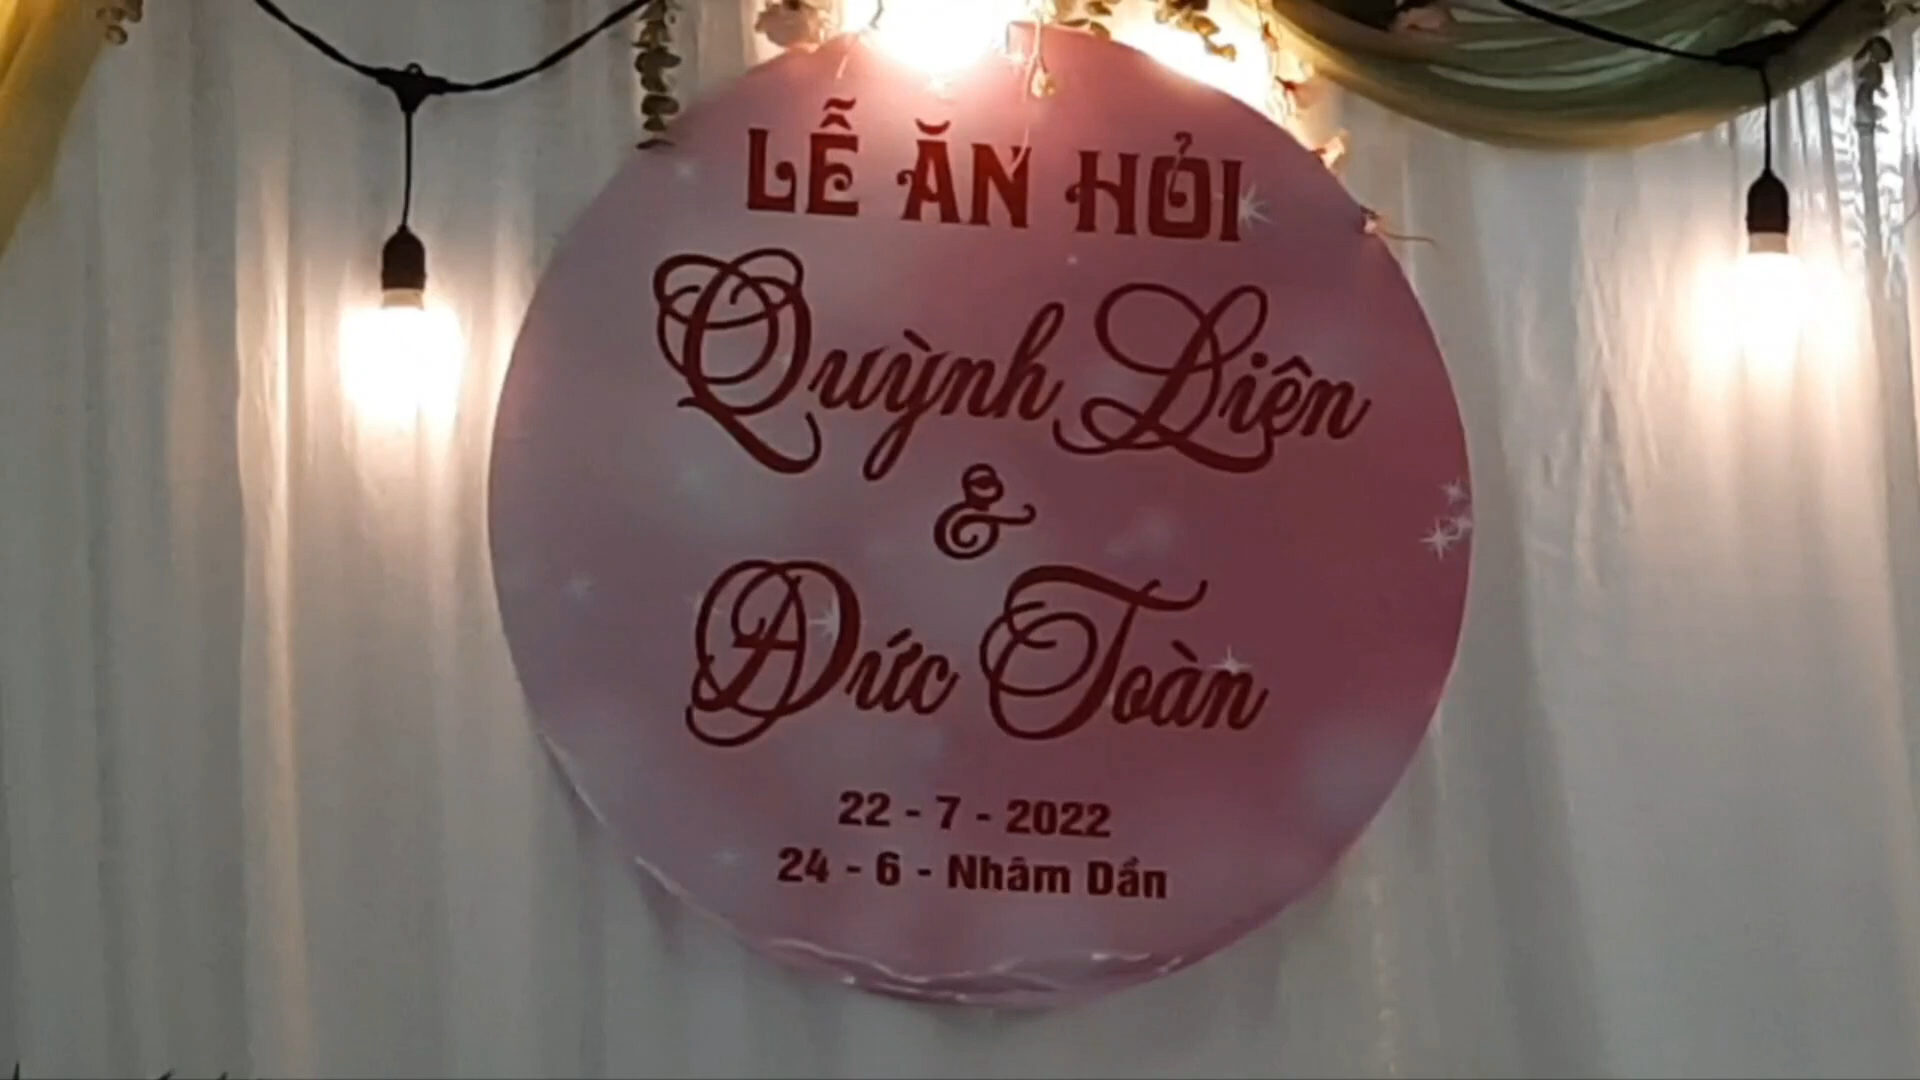 LỄ ĂN HỎI
Quỳnh Liên
&
Đức Toàn
22 - 7 - 2022
24 - 6 - Nhâm Dần